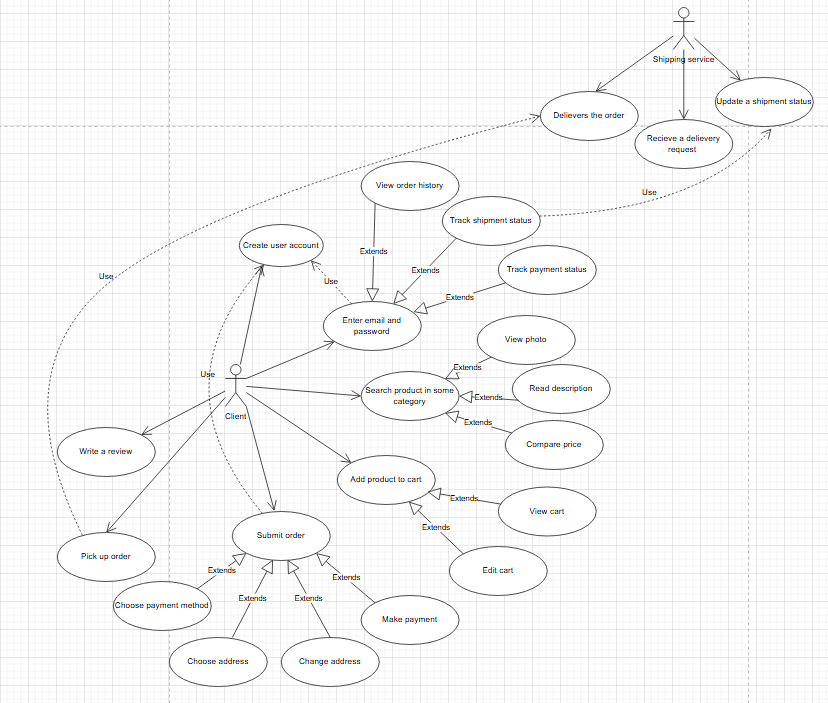 Shipping service
Delievers the order
Update a shipment status
Recieve a delievery
request
Use
View order history
Track shipment status
Create user account
Extends
Extends
Track payment status
Use
Use
Extends
Enter email and
password
View photo
Extends
Use
Search product in some
category
Read description
Extends
Client
Extends
Compare price
Write a review
Add product to cart
Extends
View cart
Extends
Submit order
Pick up order
Extends
Edit cart
Extends
Choose payment method
Extends
Extends
Make payment
Choose address
Change address